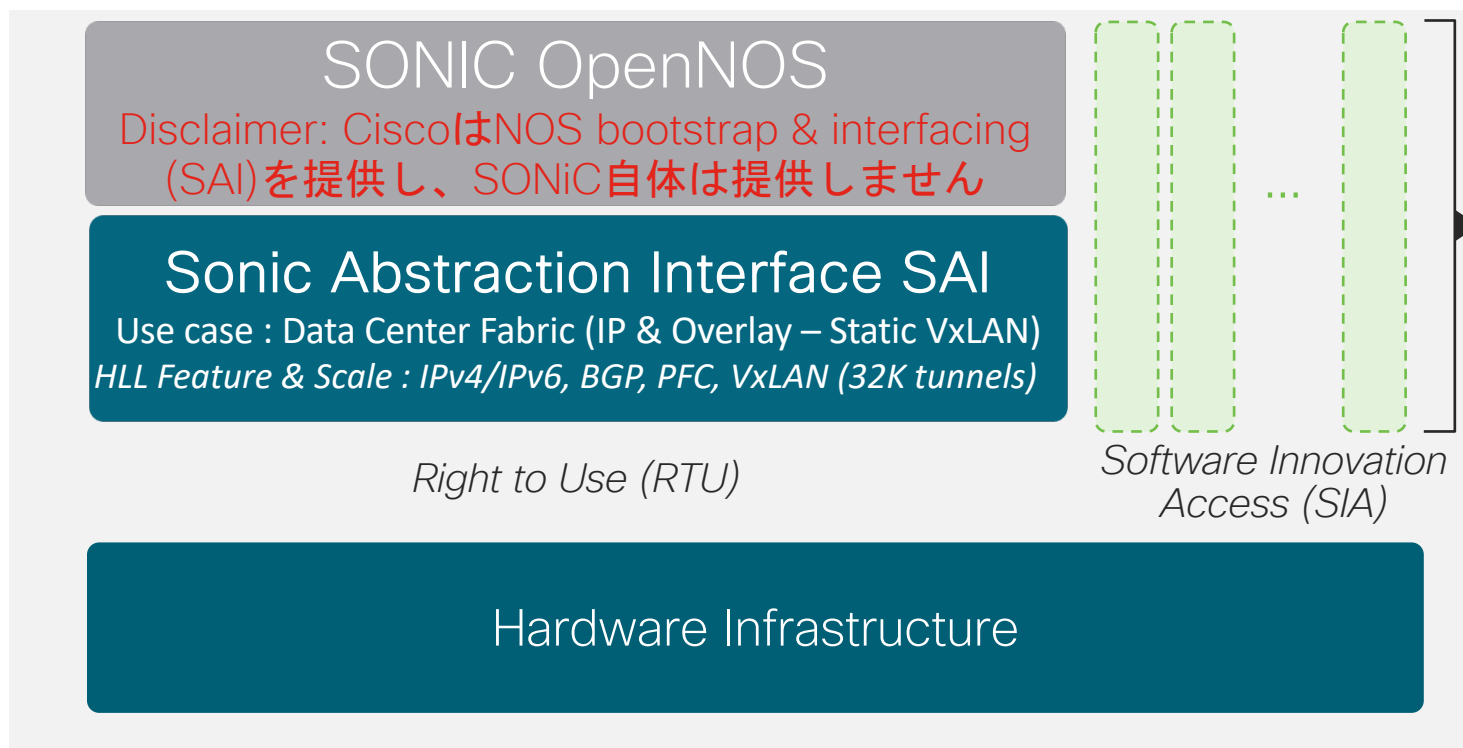 SONIC OpenNOS
Disclaimer: CiscoはNOS bootstrap & interfacing
(SAI)を提供し、SONiC自体は提供しません
Sonic Abstraction Interface SAI
Use case : Data Center Fabric (IP & Overlay – Static VxLAN)
HLL Feature & Scale : IPv4/IPv6, BGP, PFC, VxLAN (32K tunnels)
Right to Use (RTU)
...
Software Innovation
Access (SIA)
Hardware Infrastructure